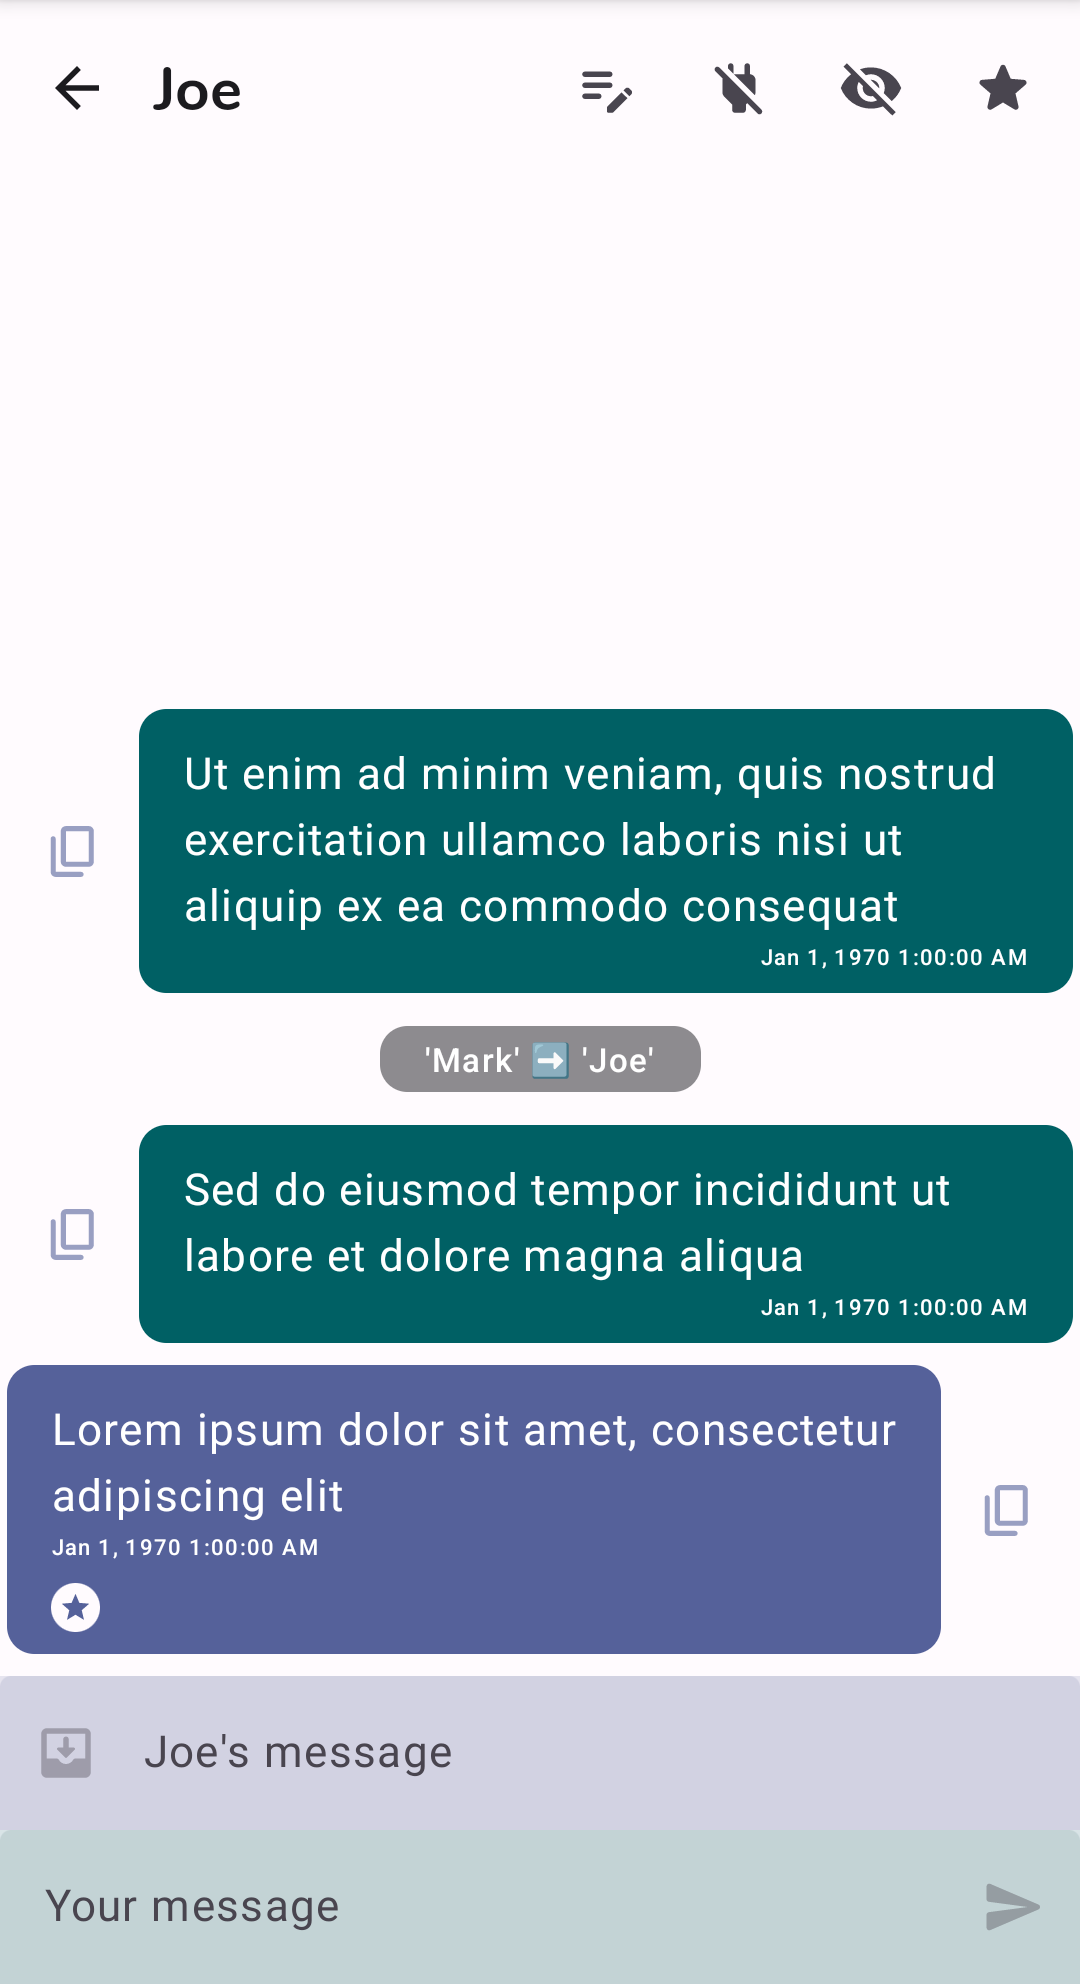 Joe
Ut enim ad minim veniam, quis nostrud
exercitation ullamco laboris nisi ut
aliquip ex ea commodo consequat
Jan 1, 1970 1:00:00 AM
'Mark' ➡️ 'Joe'
Sed do eiusmod tempor incididunt ut
labore et dolore magna aliqua
Jan 1, 1970 1:00:00 AM
Lorem ipsum dolor sit amet, consectetur
adipiscing elit
Jan 1, 1970 1:00:00 AM
Joe's message
Your message